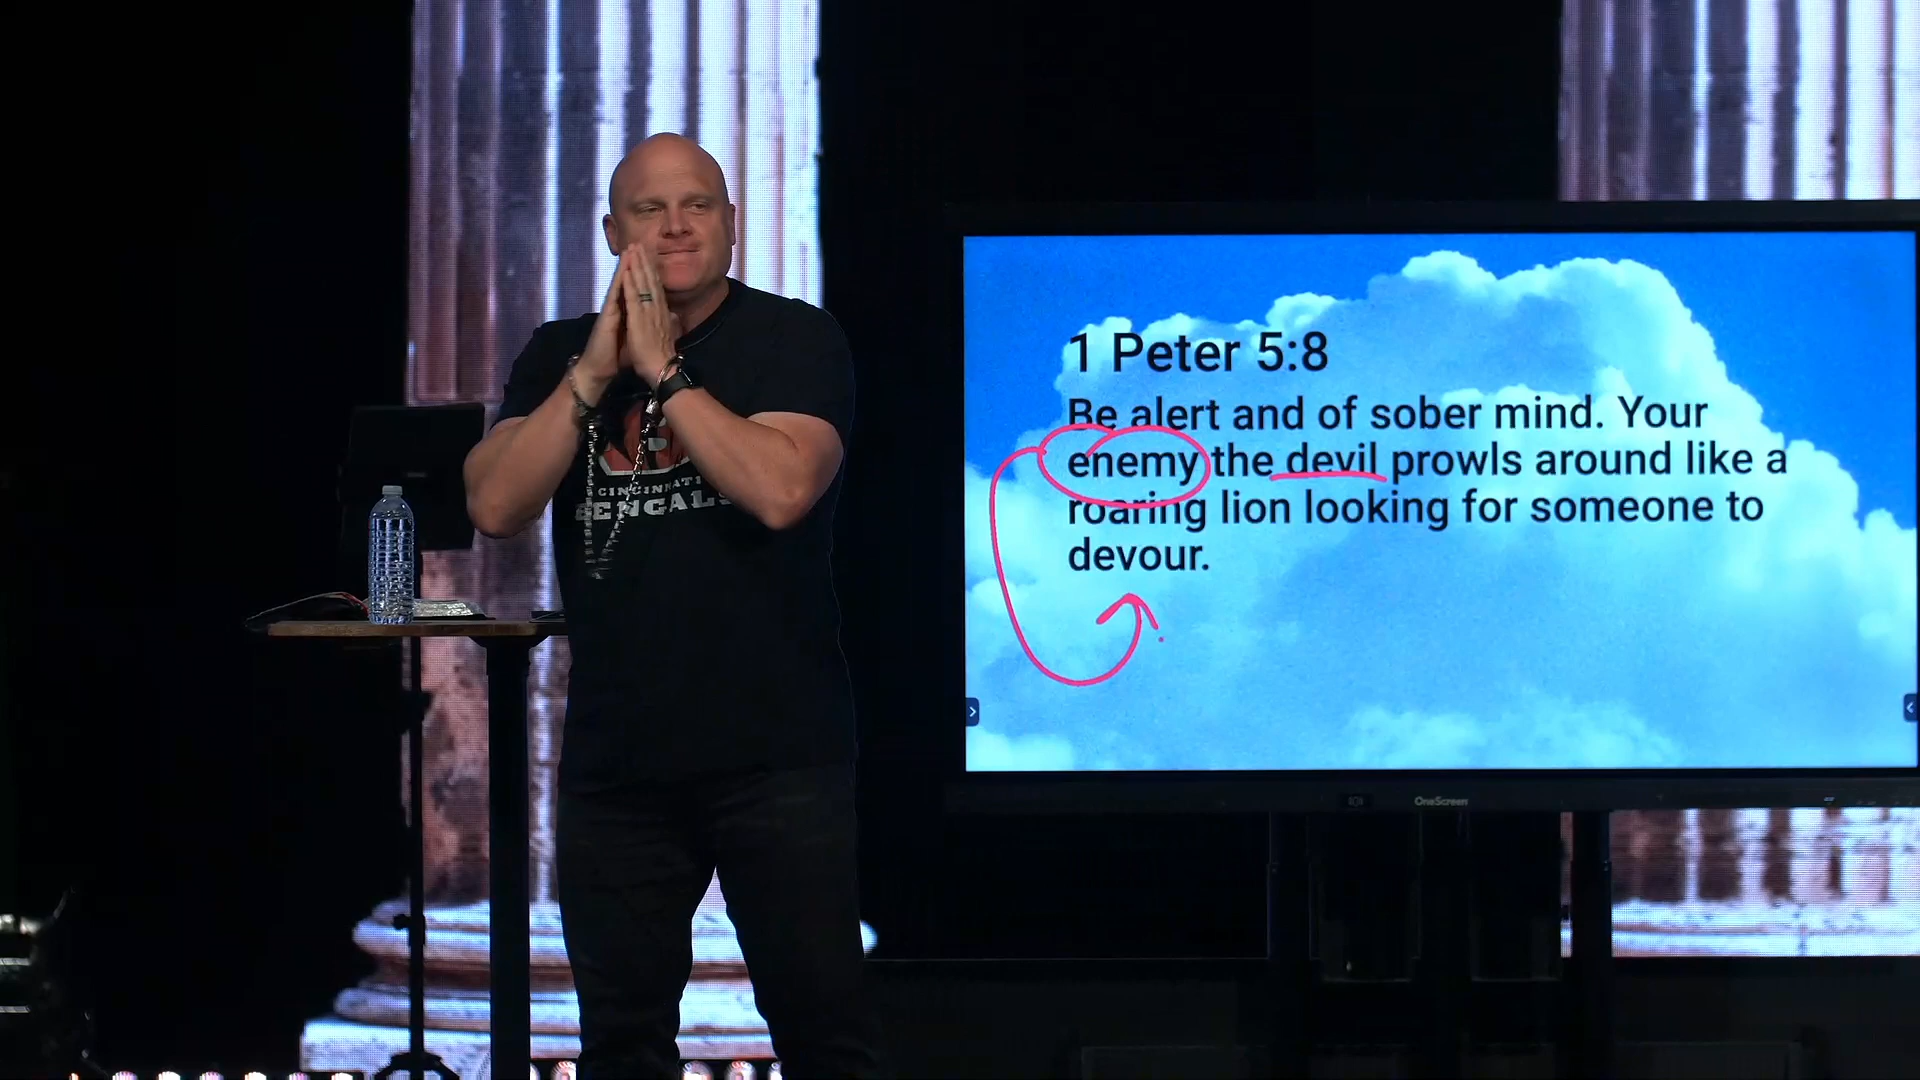 1 Peter 5:8
Be alert and of sober mind. Your
enemy the devil prowls around like a
roaring lion looking for someone to
devour.
CINCINNATI
BENGALS
OneScreen